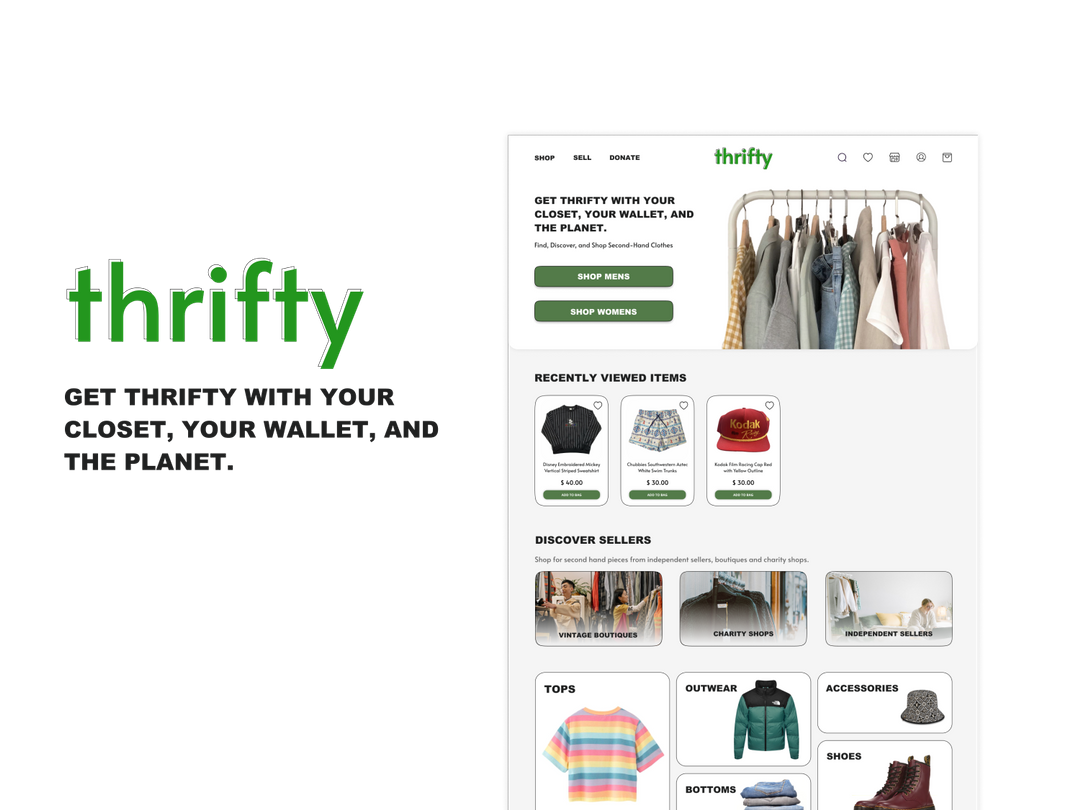 thrifty
GET THRIFTY WITH YOUR
CLOSET, YOUR WALLET, AND
THE PLANET.
SHOP SELL DONATE thrifty
GET THRIFTY WITH YOUR
CLOSET, YOUR WALLET, AND
THE PLANET.
Find, Discover, and Shop Second-Hand Clothes
SHOP MENS
SHOP WOMENS
RECENTLY VIEWED ITEMS
Disney Embroidered Mickey
Vertical Striped Sweatshirt
$ 40.00
ADD TO BAG
Chubbies Southwestern Aztec
White Swim Trunks
$ 30.00
ADD TO BAG
Kodak
Kodak Film Racing Cap Red
with Yellow Outline
$ 30.00
ADD TO BAG
DISCOVER SELLERS
Shop for second hand pieces from independent sellers, boutiques and charity shops.
VINTAGE BOUTIQUES
CHARITY SHOPS
INDEPENDENT SELLERS
TOPS
OUTWEAR
BOTTOMS
ACCESSORIES
SHOES